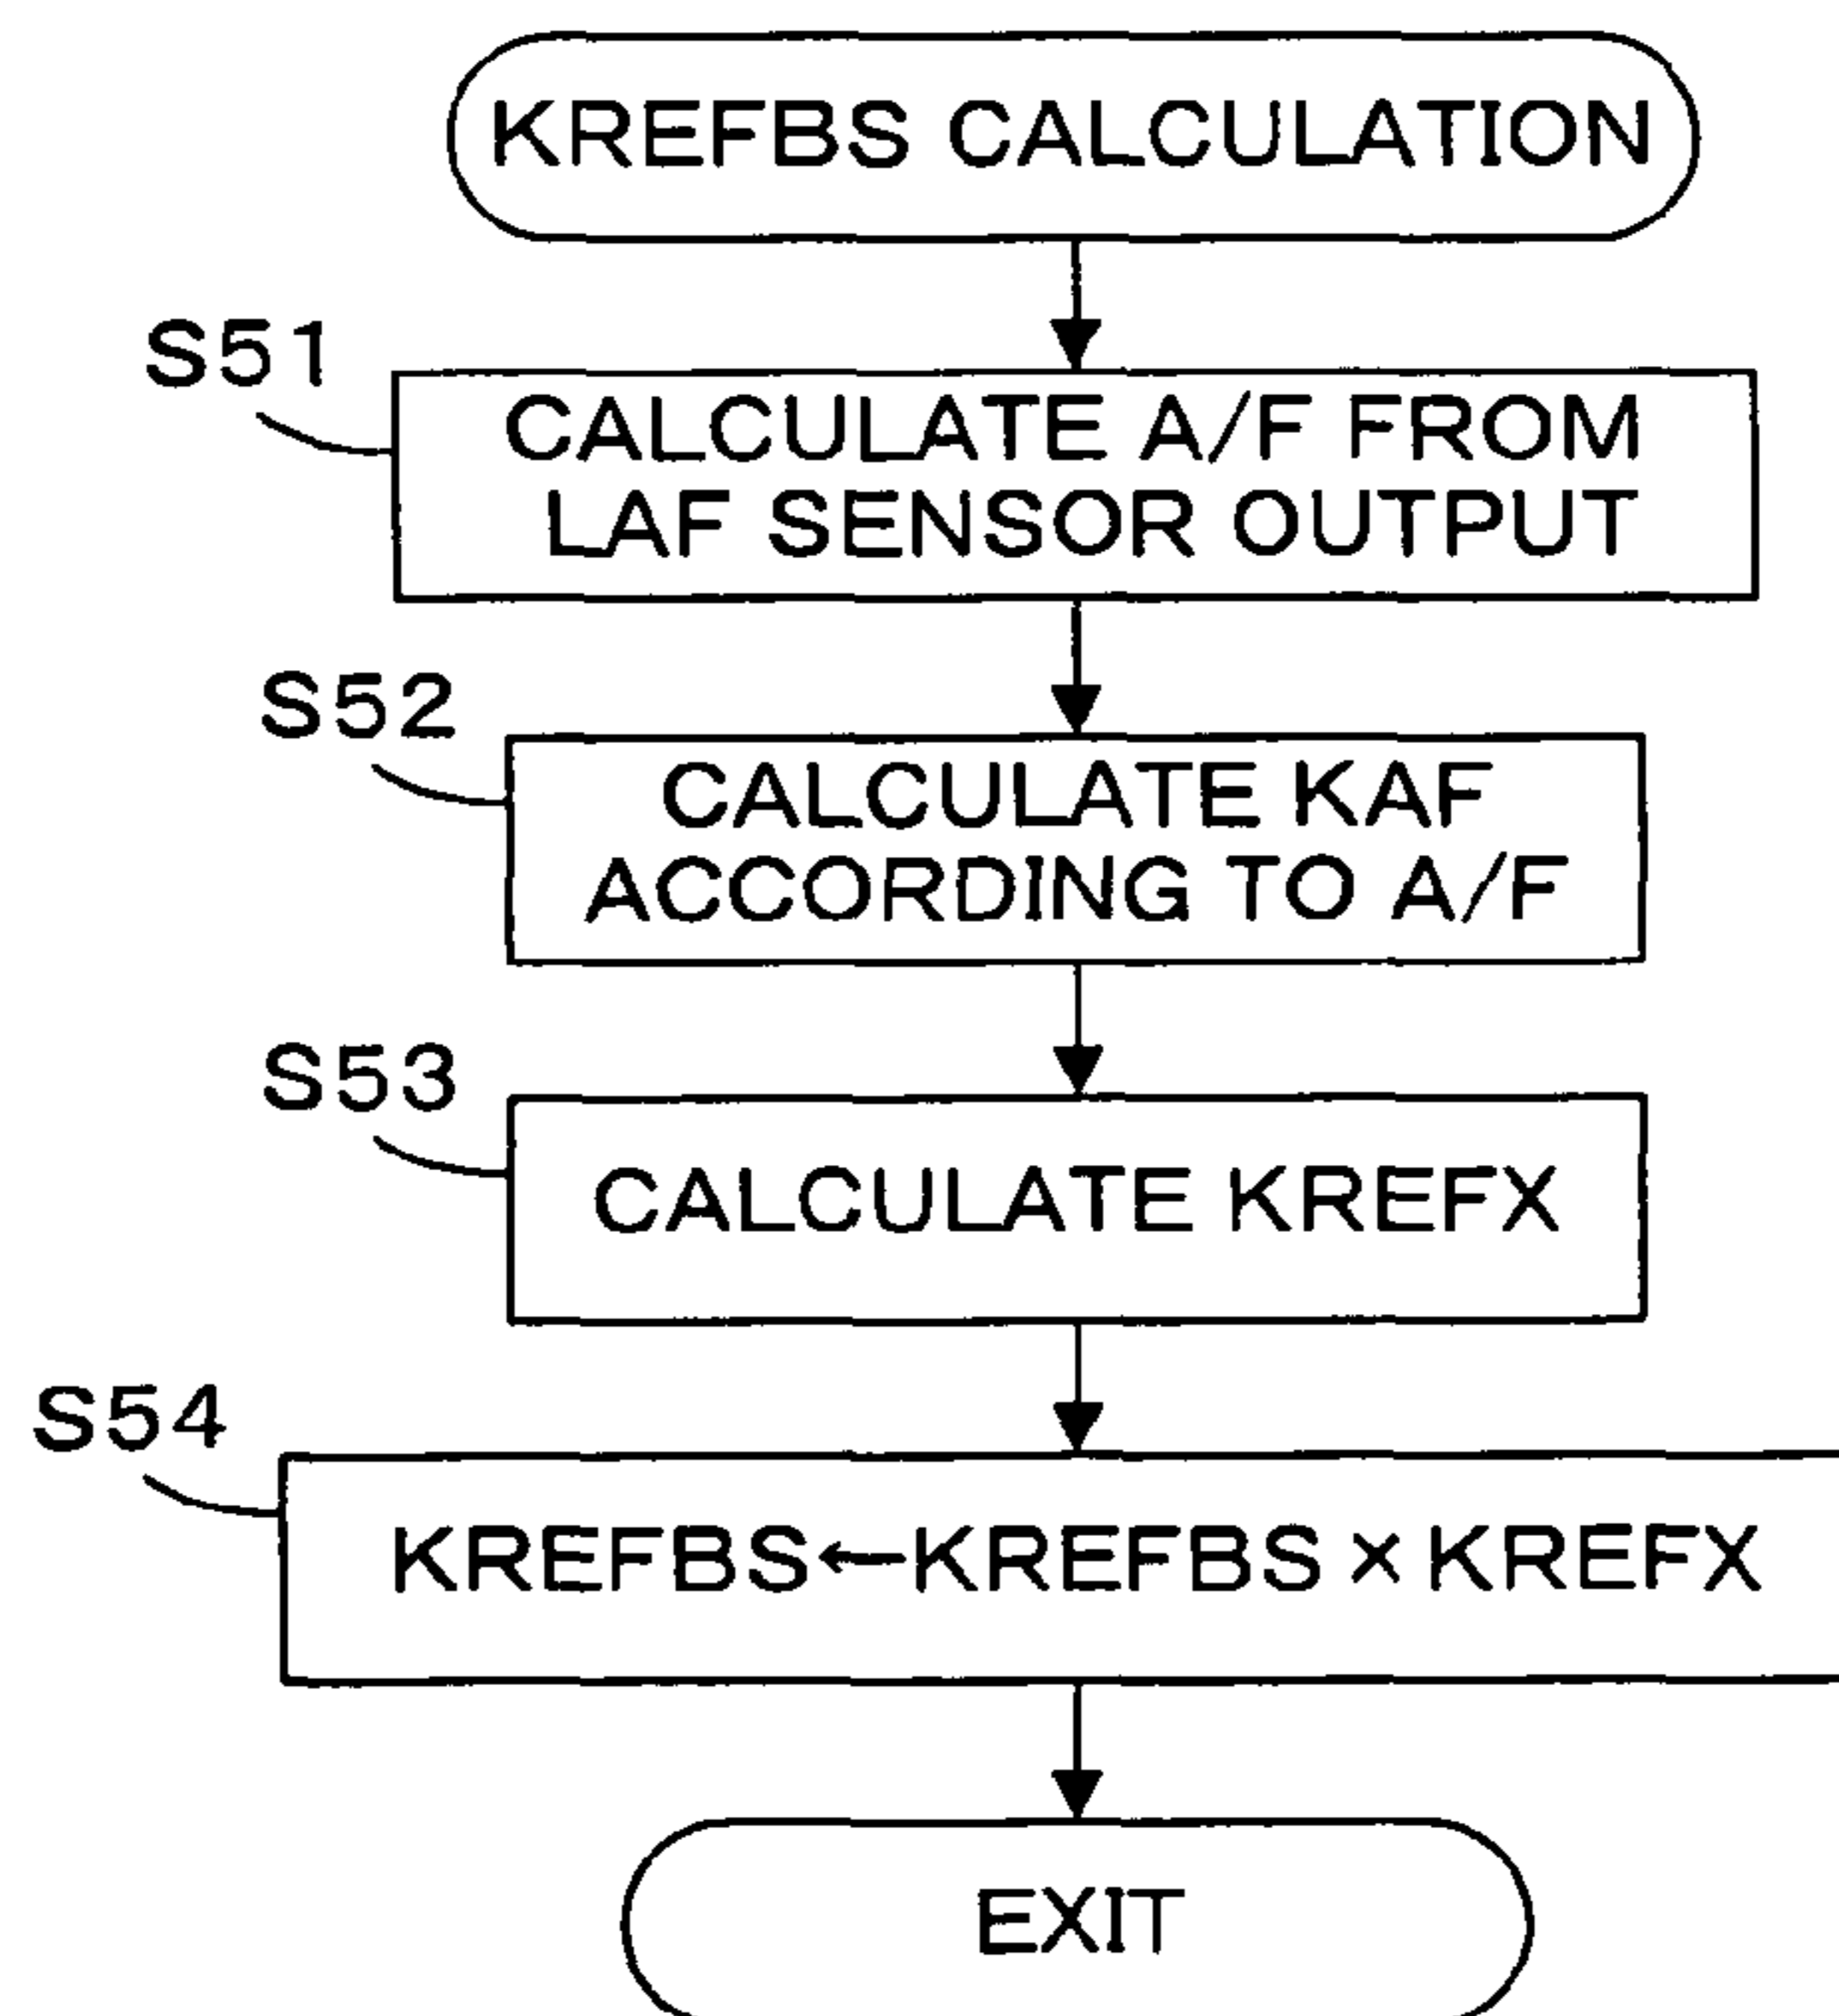 KREFBS CALCULATION
S51
CALCULATE A/F FROM
LAF SENSOR OUTPUT
S52
CALCULATE KAF
ACCORDING TO A/F
S53
CALCULATE KREFX
S54
KREFBS←KREFBS×KREFX
EXIT